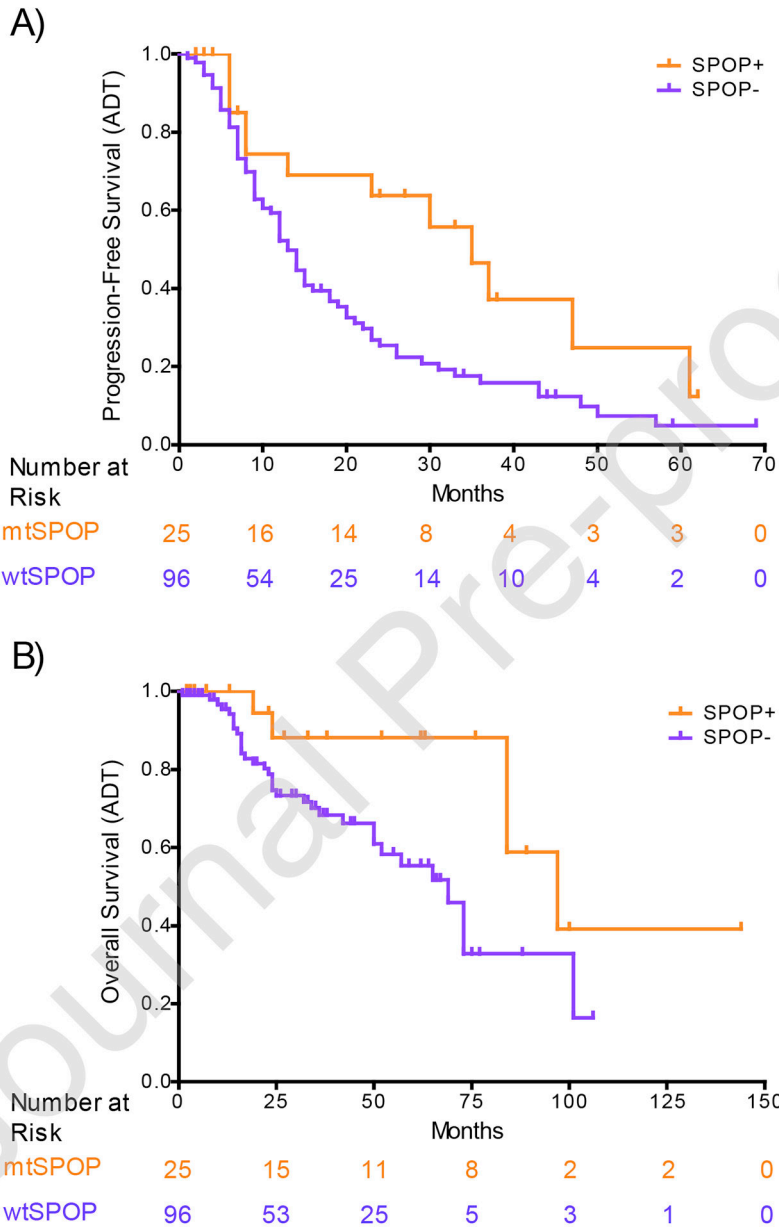 A)
Progression-Free Survival (ADT)
1.0
0.8
0.6
0.4
0.2
0.0
SPOP+
SPOP-
0 10 20 30 40 50 60 70
Months
Number at
Risk
mtSPOP 25 16 14 8 4 3 3 0
wtSPOP 96 54 25 14 10 4 2 0
B)
Overall Survival (ADT)
1.0
0.8
0.6
0.4
0.2
0.0
SPOP+
SPOP-
0 25 50 75 100 125 150
Months
Number at
Risk
mtSPOP 25 15 11 8 2 2 0
wtSPOP 96 53 25 5 3 1 0
ournal Pre-pro